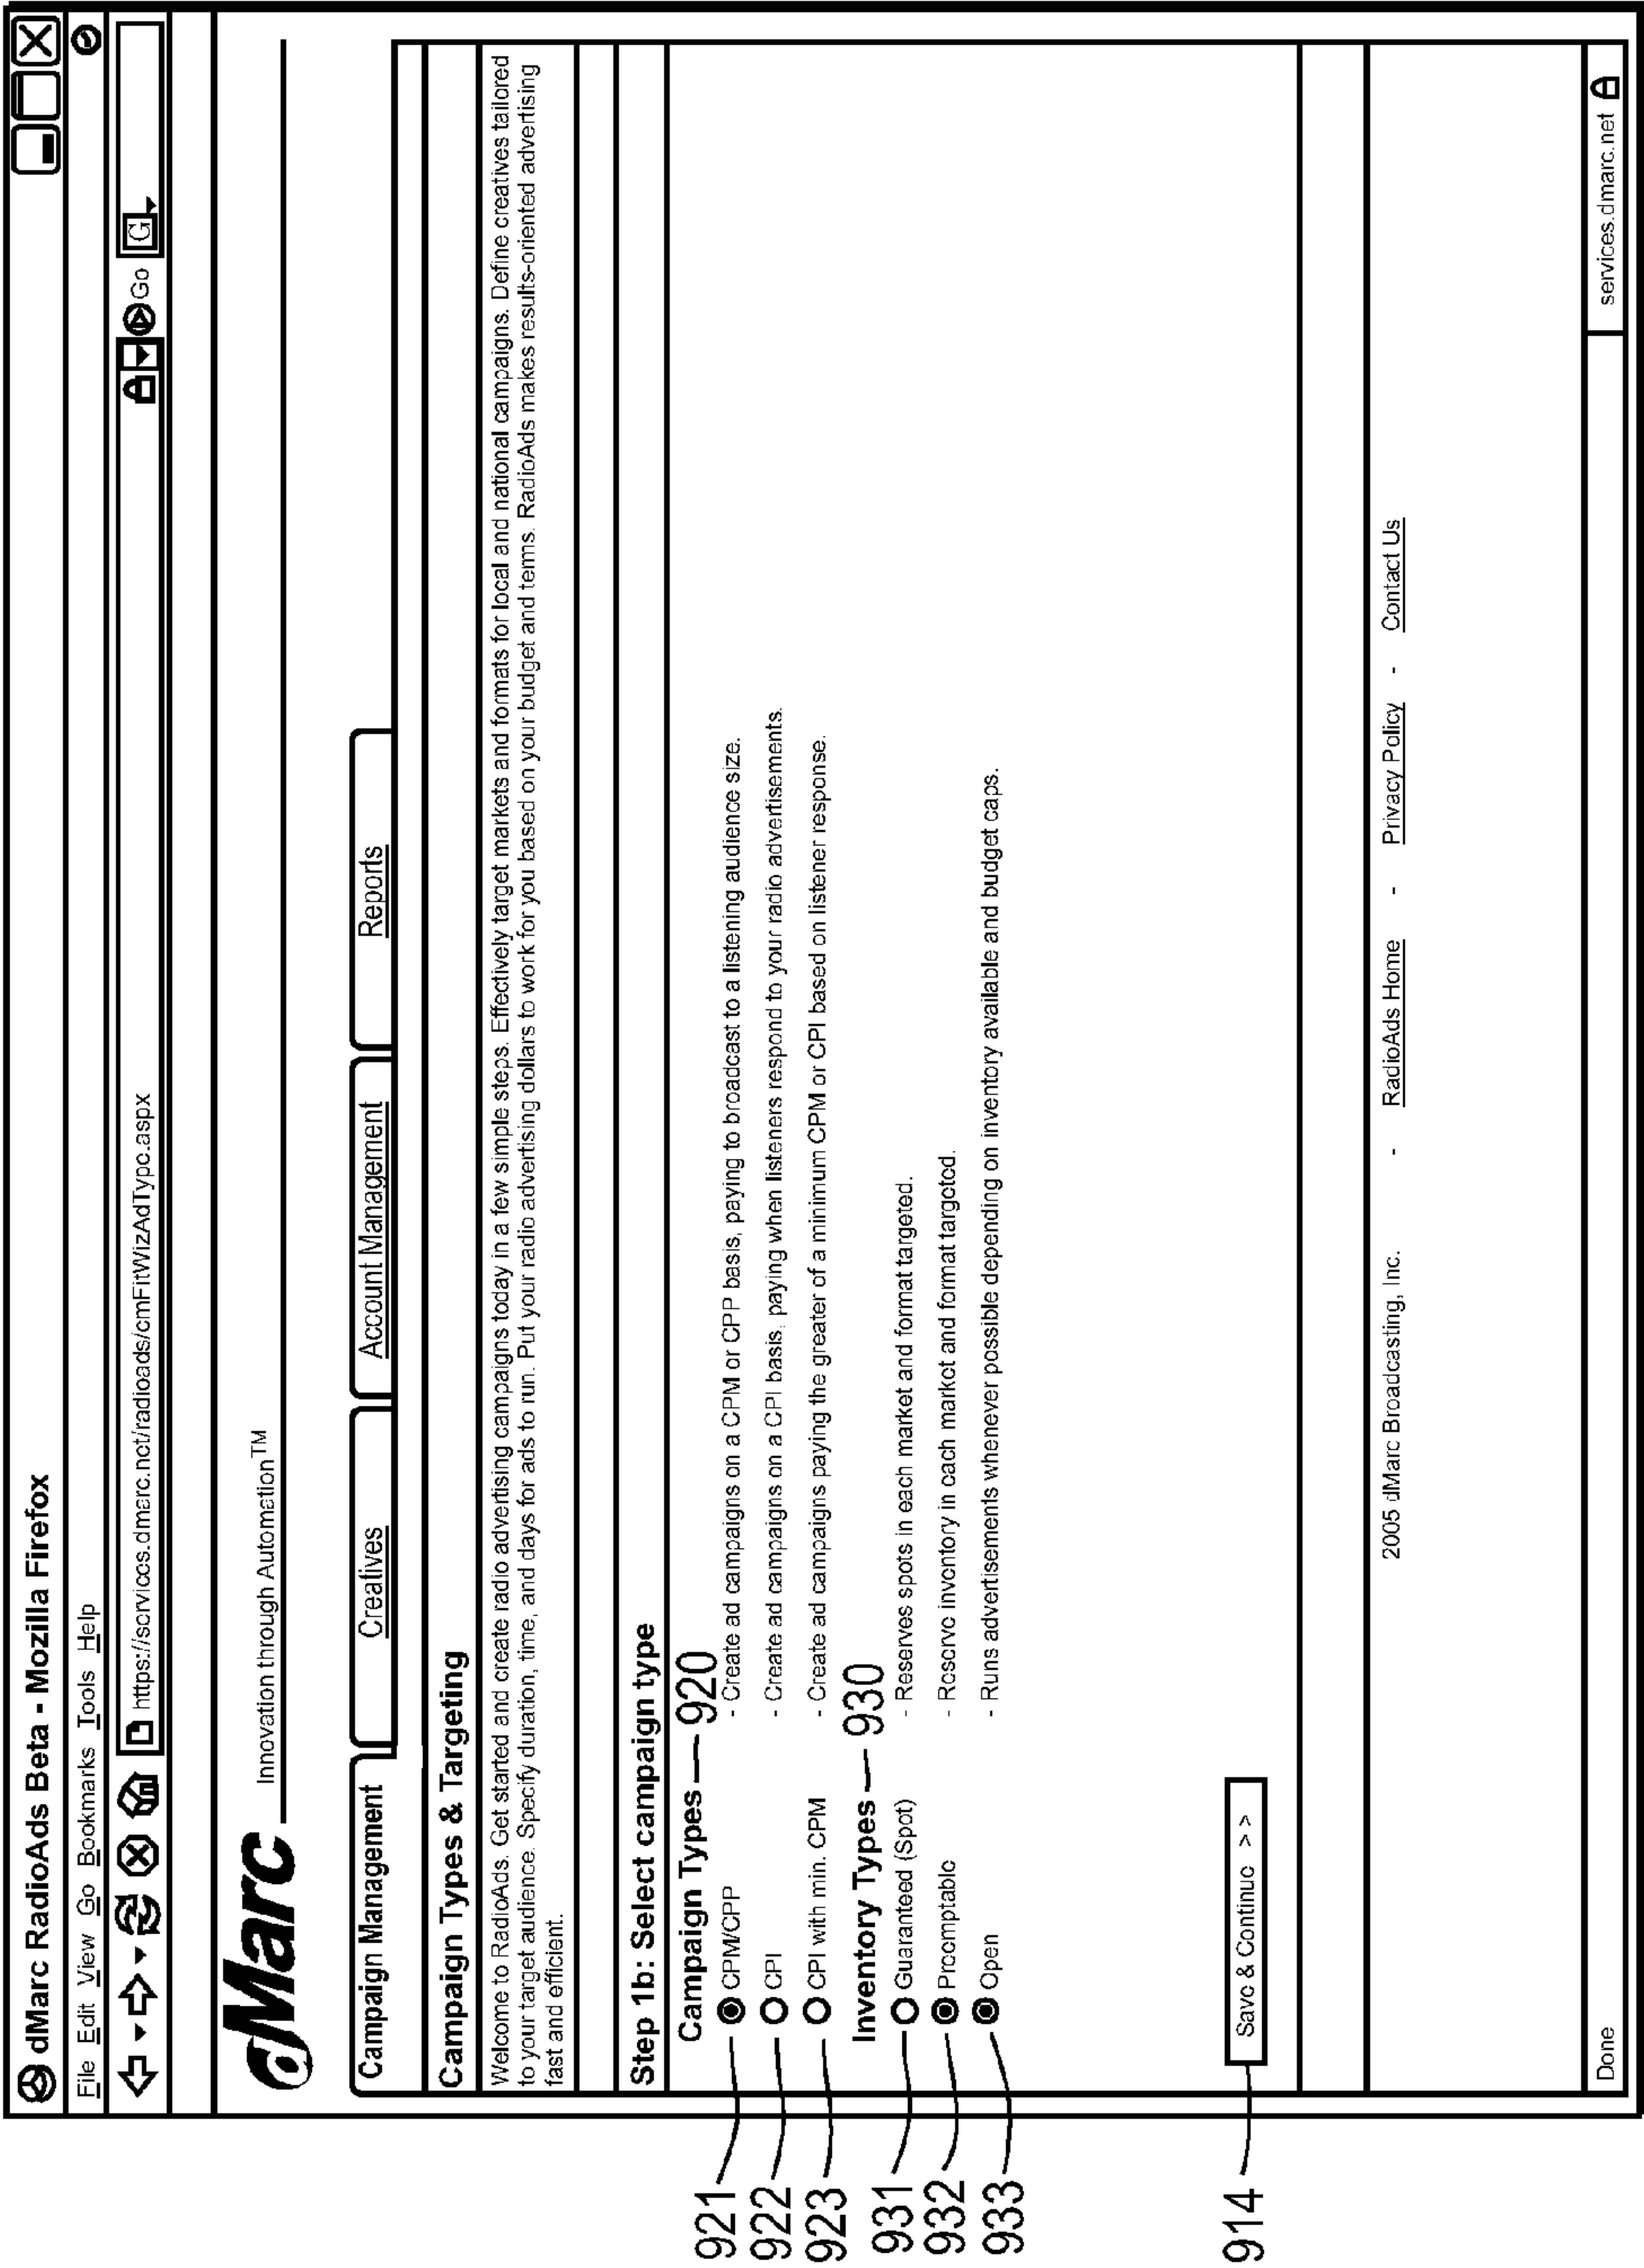 dMarc RadioAds Beta - Mozilla Firefox
File Edit View Go Bookmarks Tools Help
https://services.dmarc.net/radioads/cmFitWizAdType.aspx Go G
dMarc Innovation through Automation™
Campaign Management Creatives Account Management Reports
Campaign Types & Targeting
Welcome to RadioAds. Get started and create radio advertising campaigns today in a few simple steps. Effectively target markets and formats for local and national campaigns. Define creatives tailored
to your target audience. Specify duration, time, and days for ads to run. Put your radio advertising dollars to work for you based on your budget and tems. RadioAds makes results-oriented advertising
fast and efficient.
Step 1b: Select campaign type
Campaign Types 920
921 CPM/CPP - Create ad campaigns on a CPM or CPP basis, paying to broadcast to a listening audience size.
922 CPI - Create ad campaigns on a CPI basis, paying when listeners respond to your radio advertisements.
923 CPI with min. CPM - Create ad campaigns paying the greater of a minimum CPM or CPI based on listener response.
Inventory Types 930
931 Guaranteed (Spot) - Reserves spots in each market and format targeted.
932 Preemptable - Reserve inventory in each market and format targeted.
933 Open - Runs advertisements whenever possible depending on inventory available and budget caps.
914 Save & Continue > >
2005 dMarc Broadcasting, Inc. - RadioAds Home - Privacy Policy - Contact Us
Done services.dmarc.net